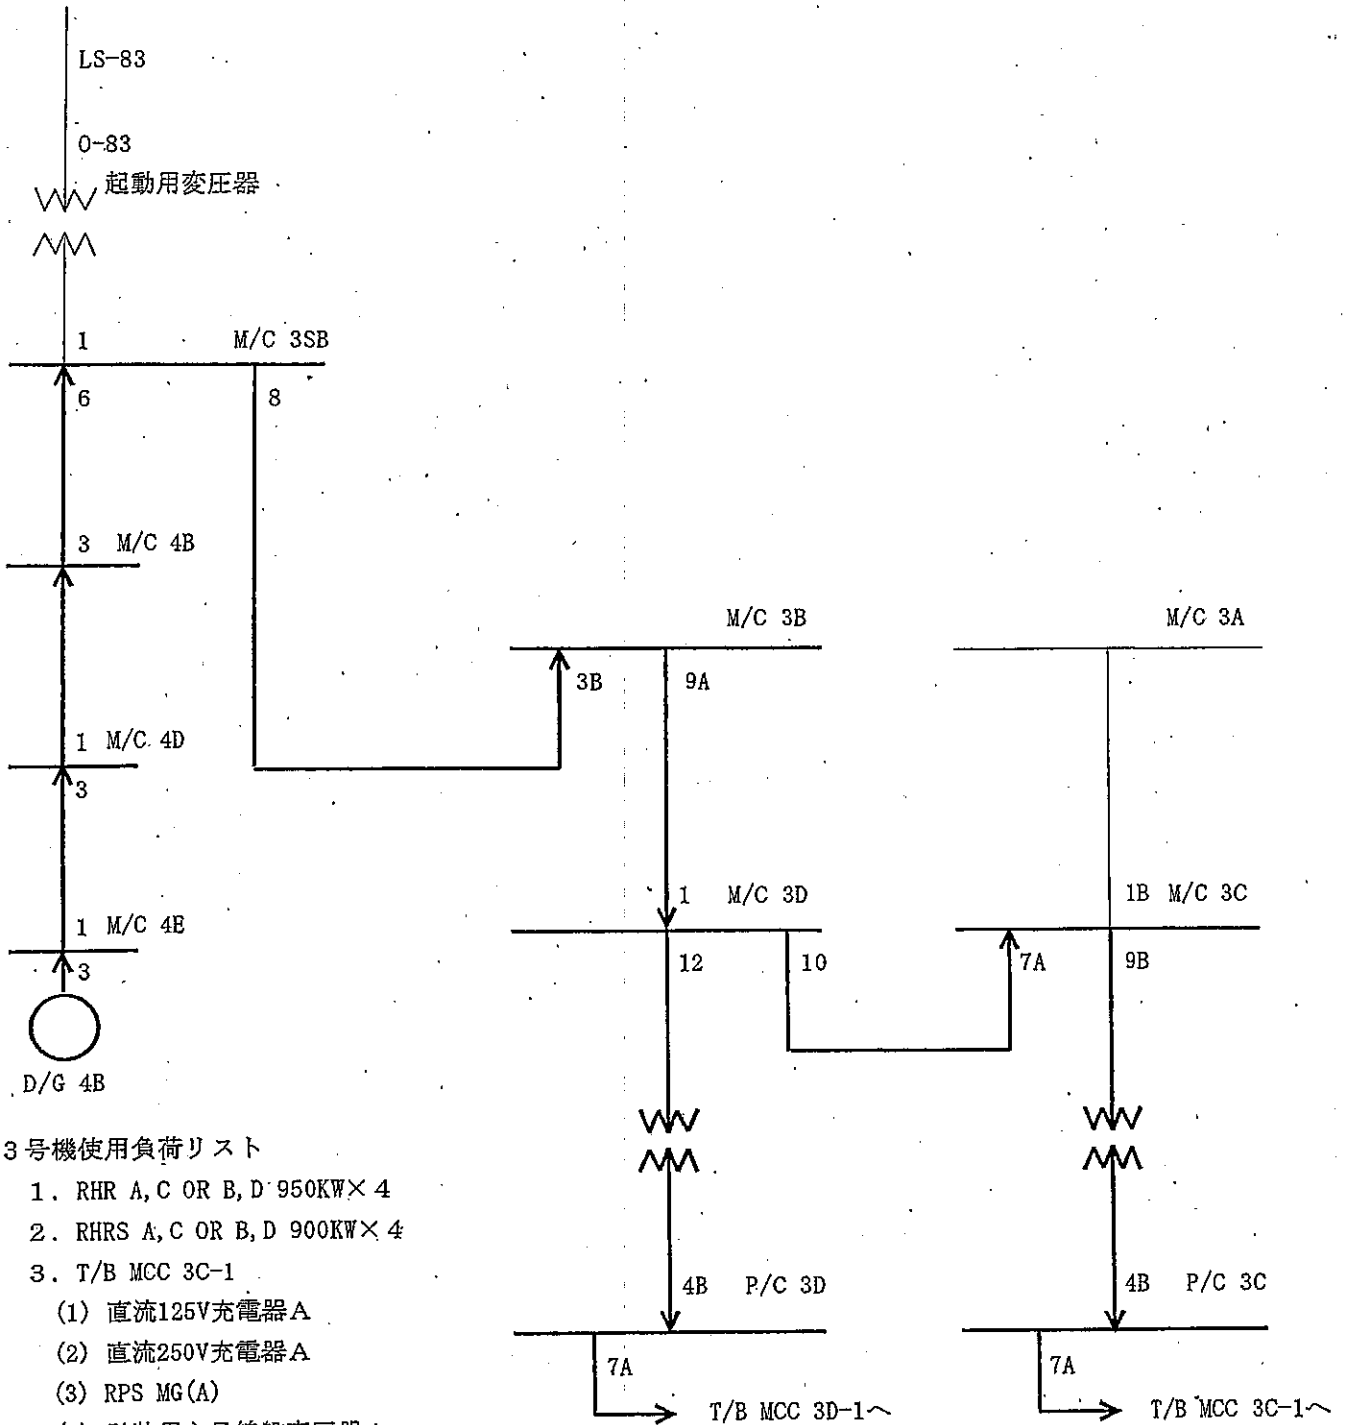 LS-83
O-83
起動用変圧器
1 M/C 3SB
6 8
3 M/C 4B
M/C 3B M/C 3A
3B 9A
1 M/C 4D
3
1 M/C 3D 1B M/C 3C
1 M/C 4E
3 12 10 7A 9B
D/G 4B
3号機使用負荷リスト
1. RHR A,C OR B,D 950KW×4
2. RHRS A,C OR B,D 900KW×4
3. T/B MCC 3C-1
4B P/C 3D 4B P/C 3C
(1) 直流125V充電器A
(2) 直流250V充電器A
7A 7A
(3) RPS MG(A)
T/B MCC 3D-1〜 T/B MCC 3C-1〜